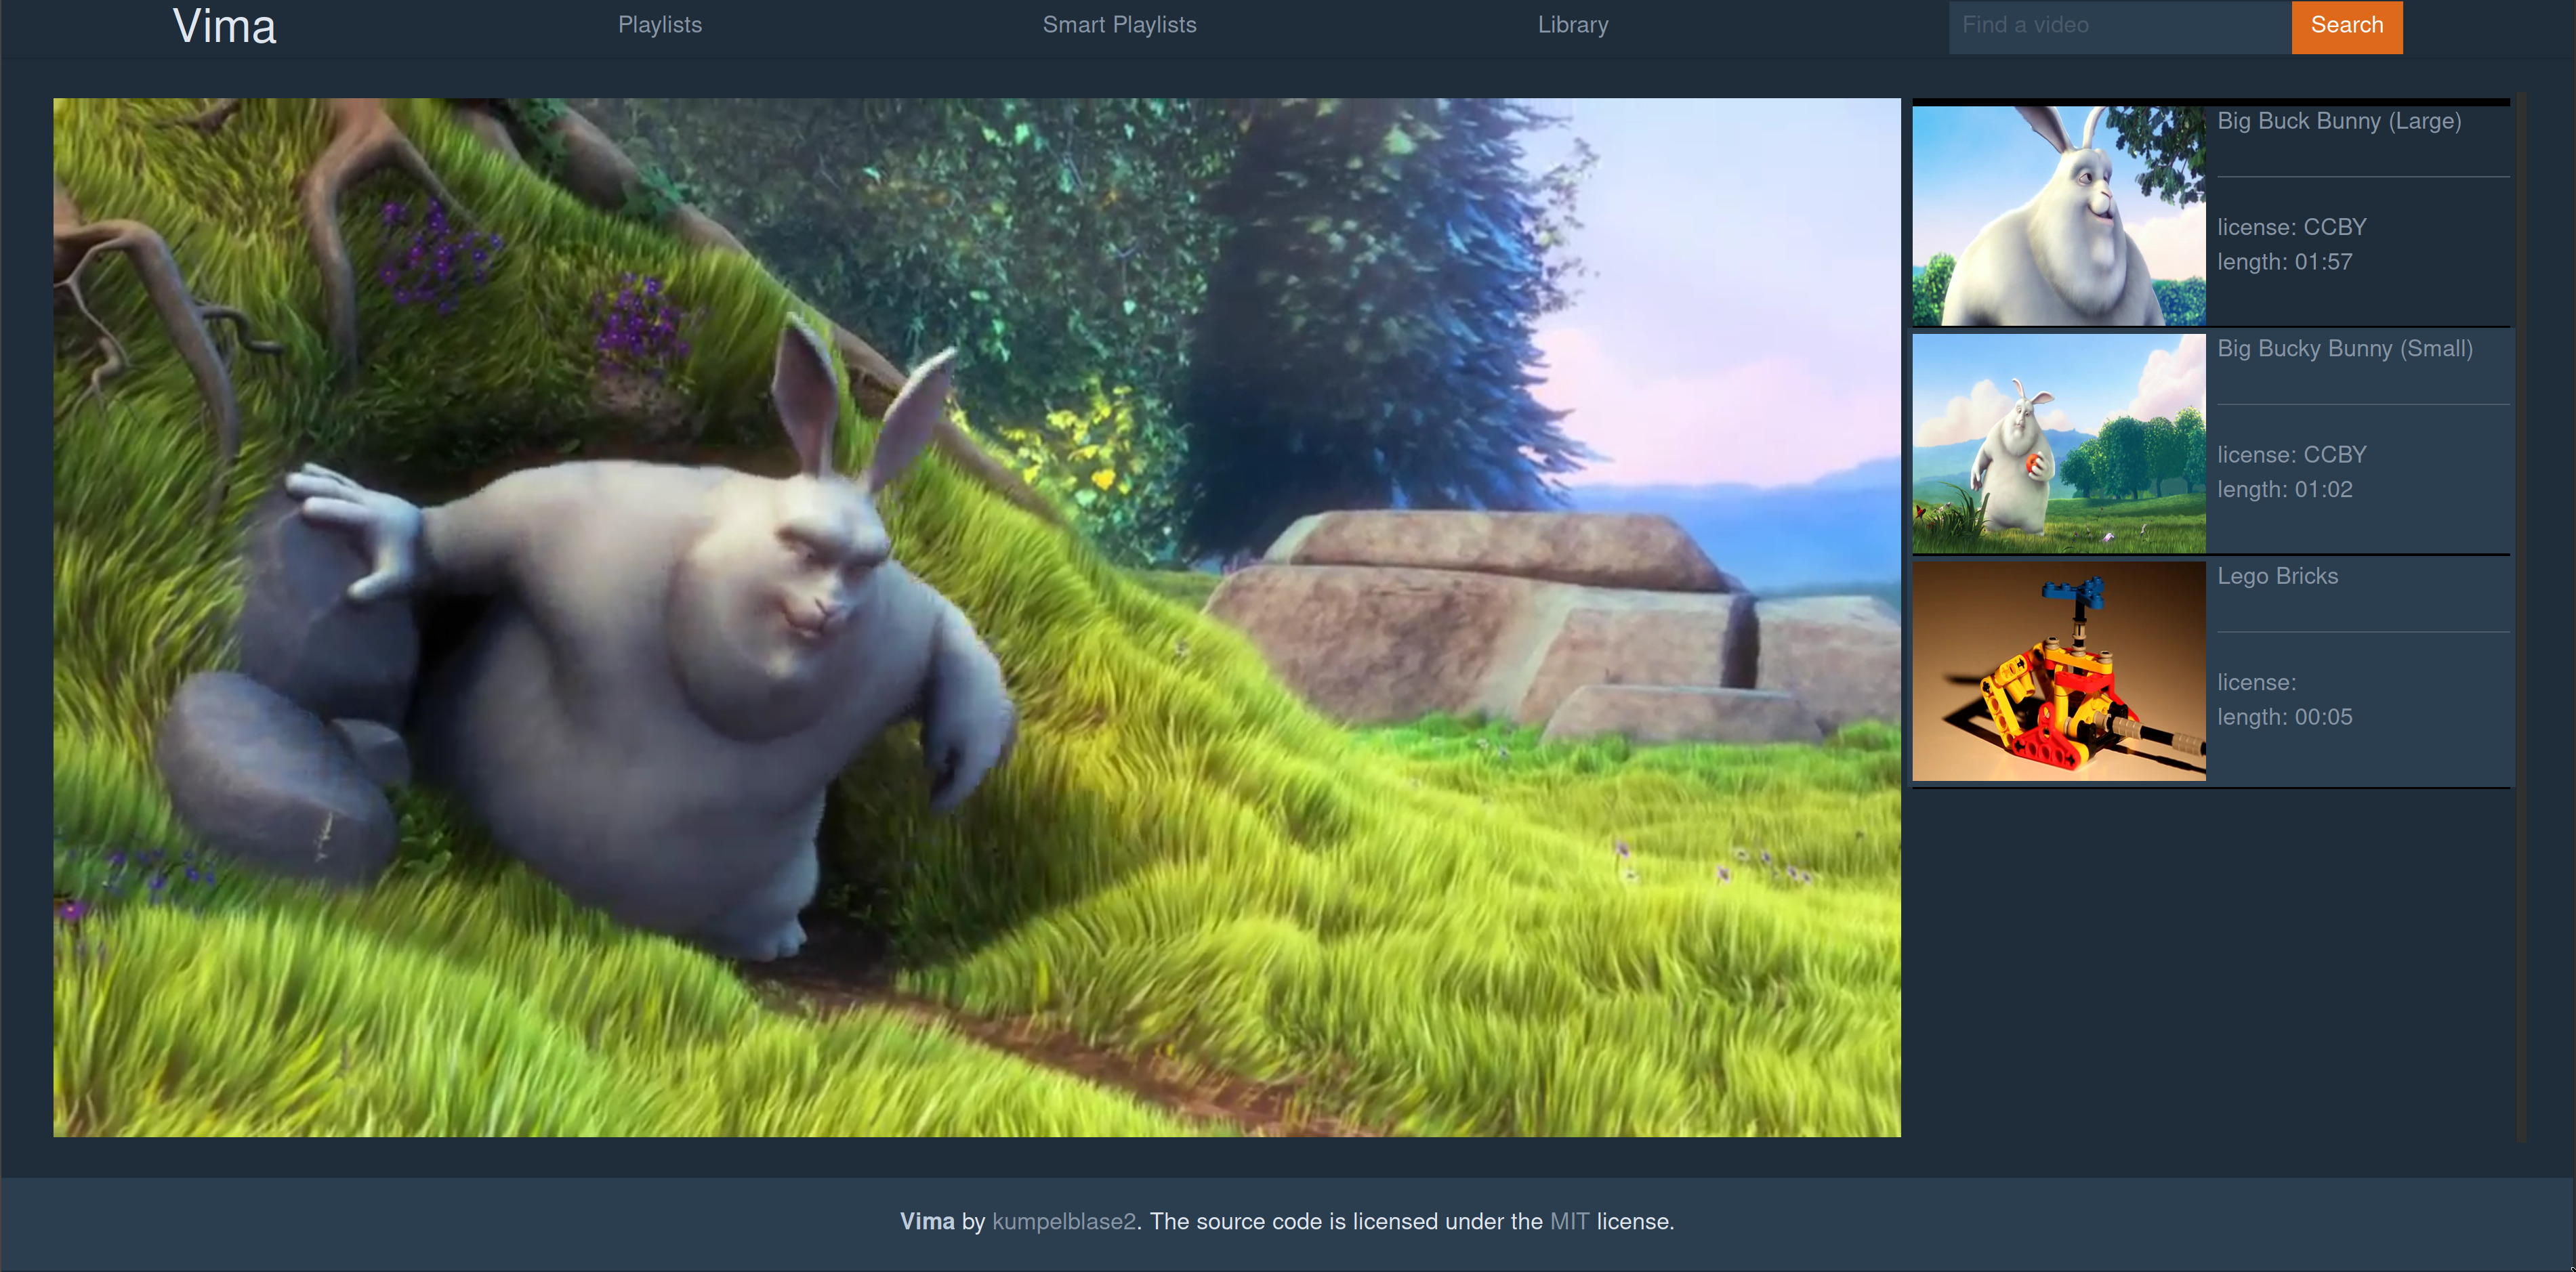 Vima
Playlists
Smart Playlists
Library
Find a video
Search
Big Buck Bunny (Large)
license: CCBY
length: 01:57
Big Bucky Bunny (Small)
license: CCBY
length: 01:02
Lego Bricks
license:
length: 00:05
Vima by kumpelblase2. The source code is licensed under the MIT license.